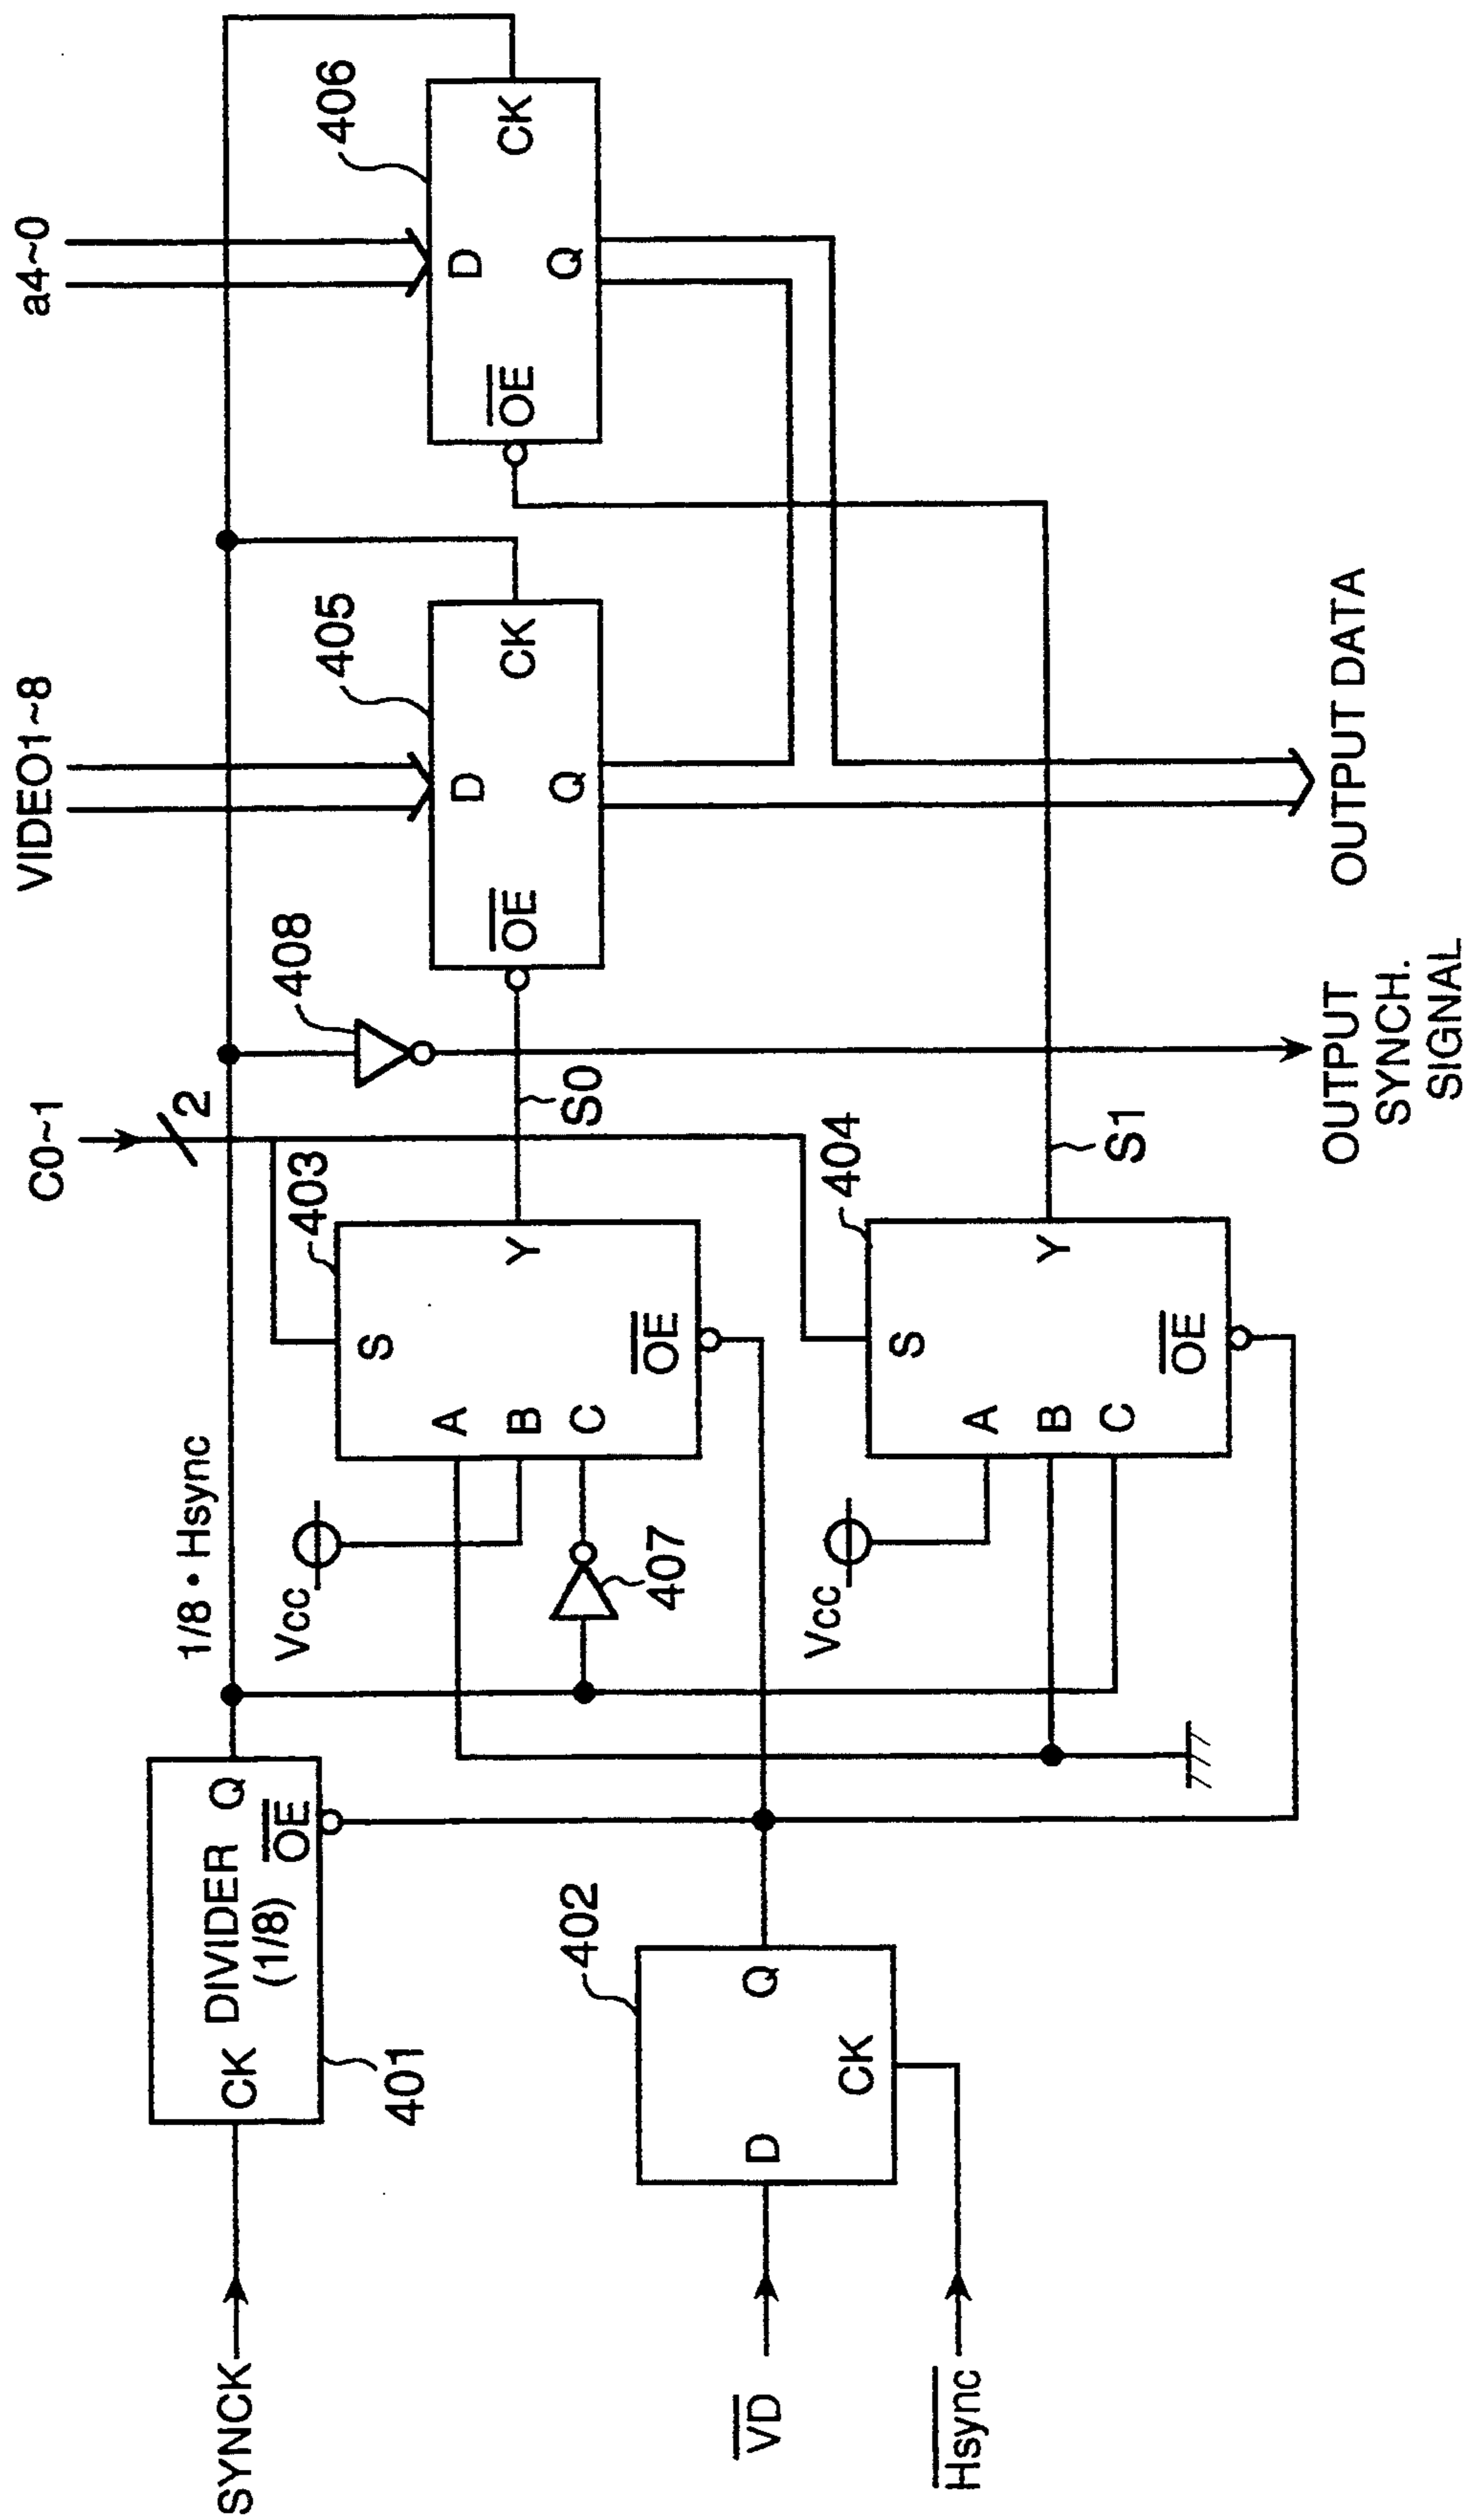 SYNCK
CK
DIVIDER
(1/8)
Q
OE
401
1/8・Hsync
VD
Hsync
D
Q
CK
402
Vcc
407
A
B
C
S
Y
OE
403
C0~1
2
Vcc
A
B
C
S
Y
OE
404
S0
S1
408
VIDEO1~8
D
Q
OE
CK
405
a4~0
D
Q
OE
CK
406
OUTPUT
SYNCH.
SIGNAL
OUTPUT DATA